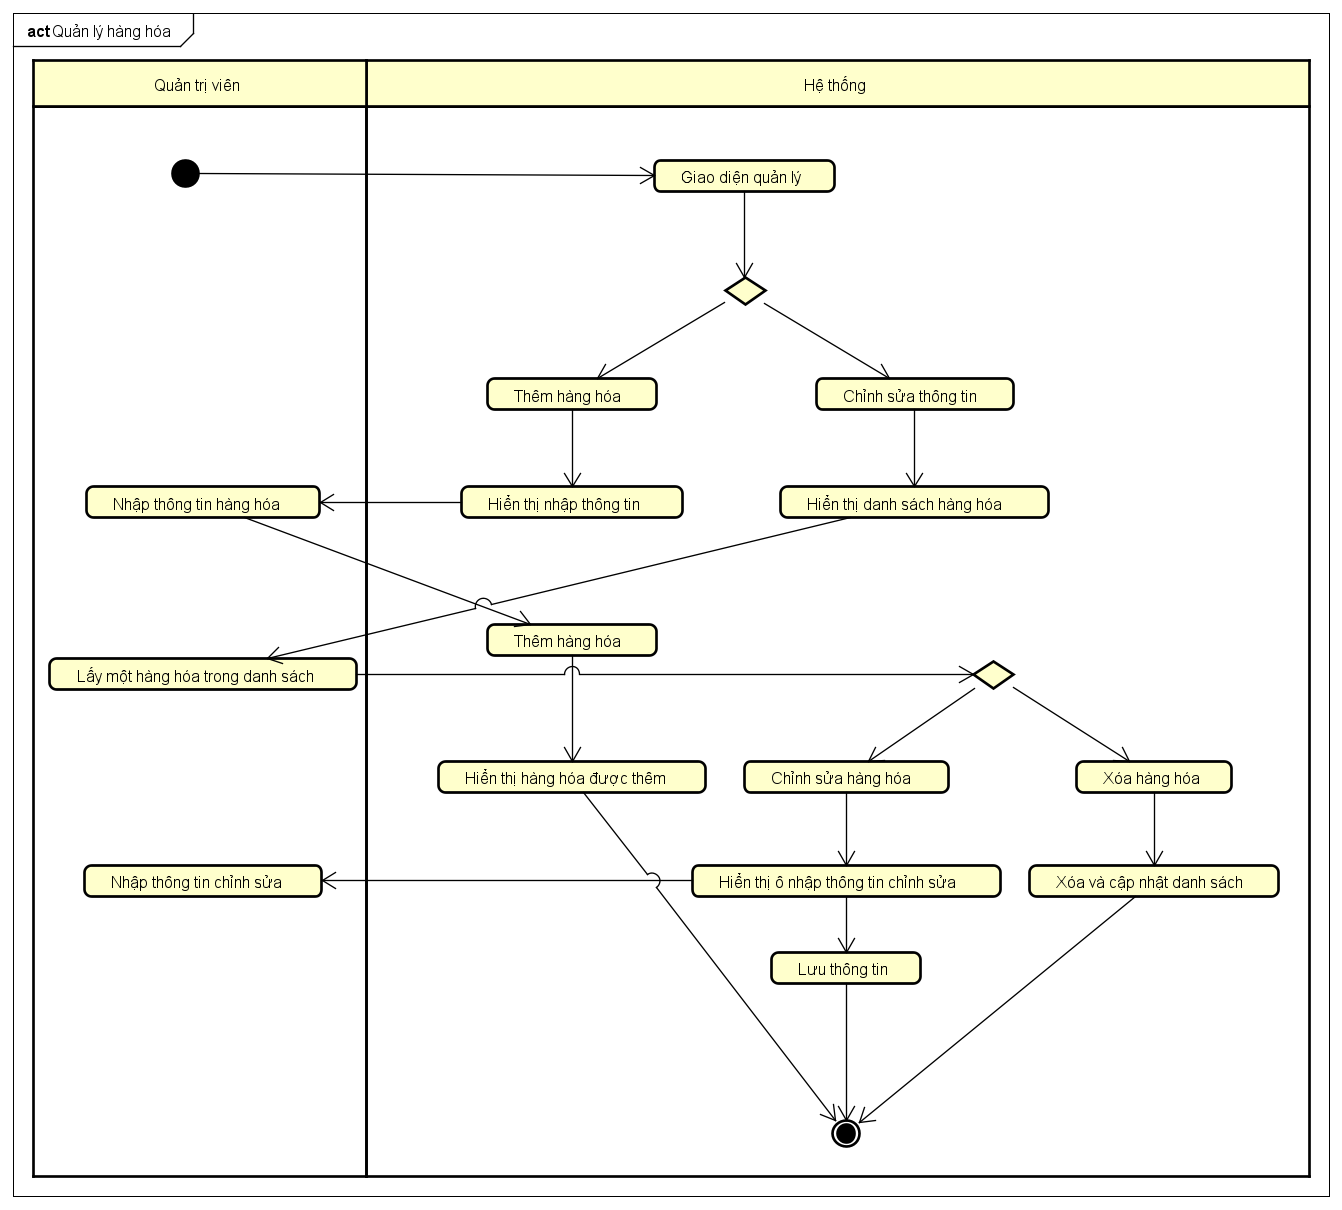 act Quản lý hàng hóa
Quản trị viên
Hệ thống
Giao diện quản lý
Thêm hàng hóa
Chỉnh sửa thông tin
Nhập thông tin hàng hóa
Hiển thị nhập thông tin
Hiển thị danh sách hàng hóa
Thêm hàng hóa
Lấy một hàng hóa trong danh sách
Hiển thị hàng hóa được thêm
Chỉnh sửa hàng hóa
Xóa hàng hóa
Nhập thông tin chỉnh sửa
Hiển thị ô nhập thông tin chỉnh sửa
Xóa và cập nhật danh sách
Lưu thông tin